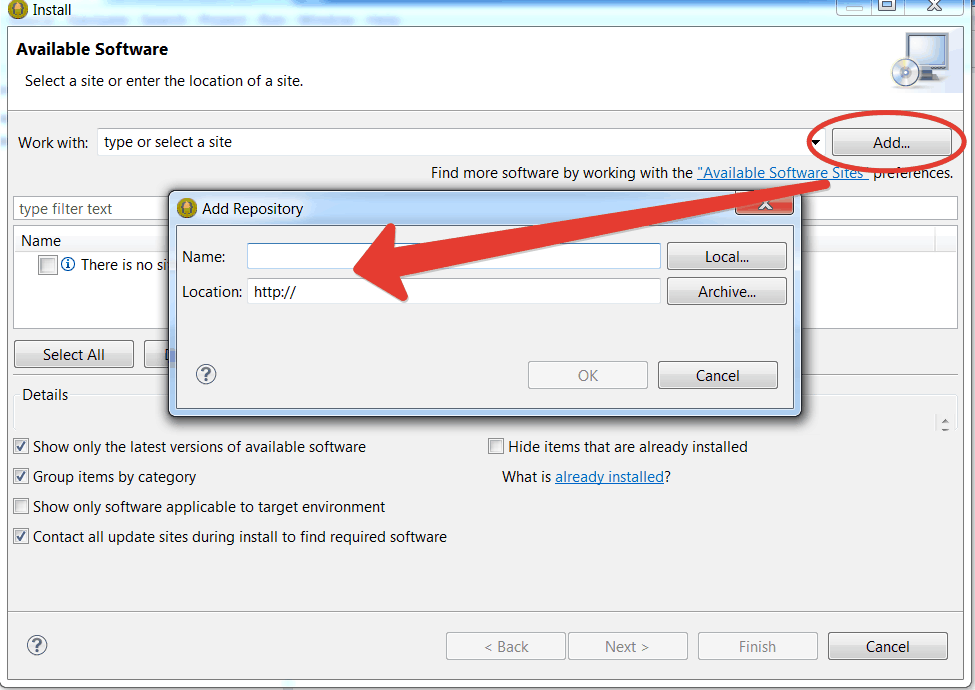 Install
Available Software
Select a site or enter the location of a site.
Work with: type or select a site Add...
Find more software by working with the "Available Software Sites" preferences.
type filter text
Add Repository
Name
There is no si
Name: Local...
Location: http:// Archive...
Select All
OK Cancel
Details
Show only the latest versions of available software
Hide items that are already installed
Group items by category
What is already installed?
Show only software applicable to target environment
Contact all update sites during install to find required software
< Back Next > Finish Cancel